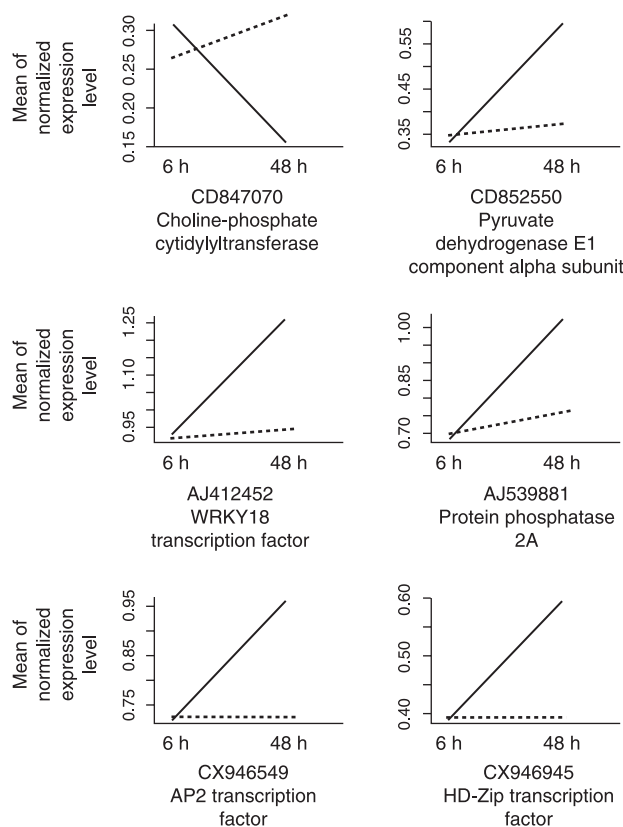 Mean of
normalized
expression
level
0.30
0.25
0.20
0.15
6 h
48 h
CD847070
Choline-phosphate
cytidylyltransferase
0.55
0.45
0.35
6 h
48 h
CD852550
Pyruvate
dehydrogenase E1
component alpha subunit
Mean of
normalized
expression
level
1.25
1.10
0.95
6 h
48 h
AJ412452
WRKY18
transcription factor
1.00
0.85
0.70
6 h
48 h
AJ539881
Protein phosphatase
2A
Mean of
normalized
expression
level
0.95
0.85
0.75
6 h
48 h
CX946549
AP2 transcription
factor
0.60
0.50
0.40
6 h
48 h
CX946945
HD-Zip transcription
factor